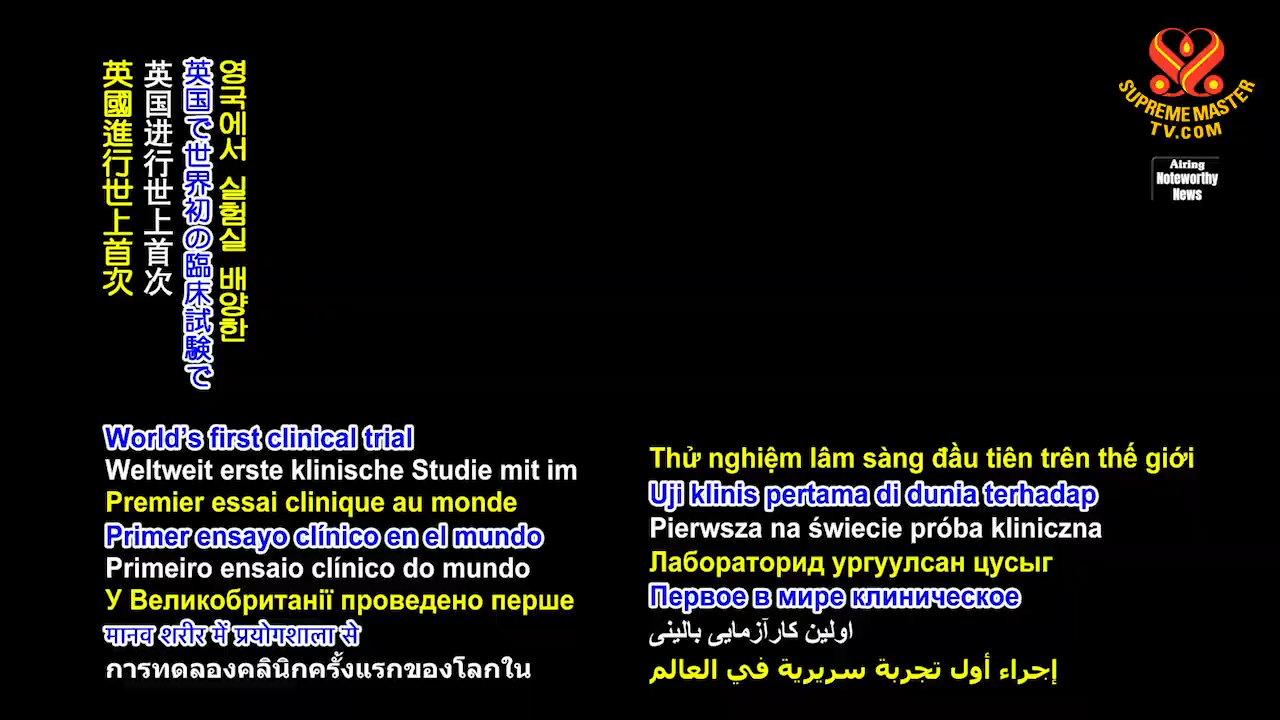 英國進行世上首次
英国进行世上首次
英国で世界初の臨床試験で
영국에서 실험실 배양한
SUPREME MASTER
TV.COM
Airing
Noteworthy
News
World's first clinical trial
Weltweit erste klinische Studie mit im
Premier essai clinique au monde
Primer ensayo clínico en el mundo
Primeiro ensaio clínico do mundo
У Великобританії проведено перше
मानव शरीर में प्रयोगशाला से
การทดลองคลินิกครั้งแรกของโลกใน
Thử nghiệm lâm sàng đầu tiên trên thế giới
Uji klinis pertama di dunia terhadap
Pierwsza na świecie próba kliniczna
Лабораторид ургуулсан цусыг
Первое в мире клиническое
اولین کارآزمایی بالینی
إجراء أول تجربة سريرية في العالم